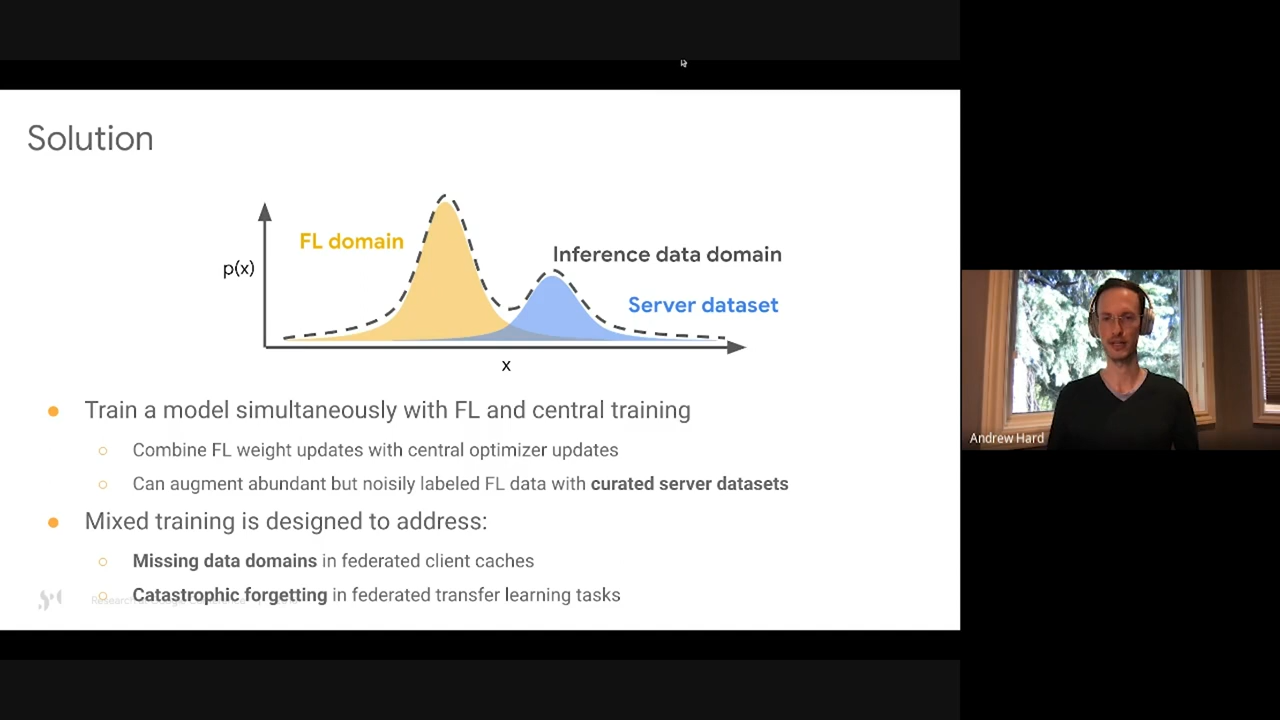 Solution
FL domain
Inference data domain
p(x)
Server dataset
x
Train a model simultaneously with FL and central training
Combine FL weight updates with central optimizer updates
Can augment abundant but noisily labeled FL data with curated server datasets
Mixed training is designed to address:
Missing data domains in federated client caches
Catastrophic forgetting in federated transfer learning tasks
Andrew Hard